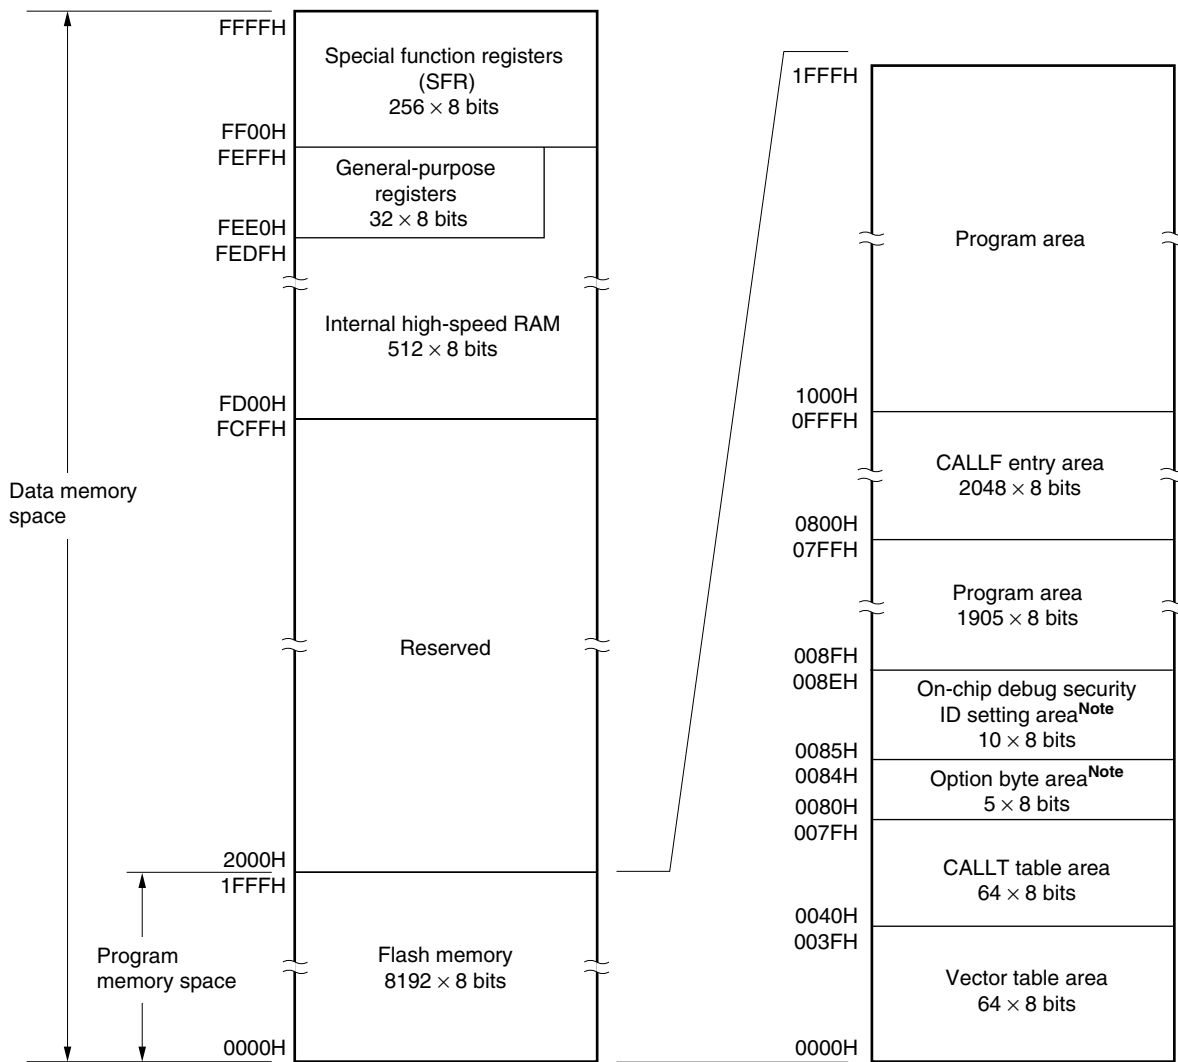 FFFFH
Special function registers
(SFR)
256 × 8 bits
FF00H
FEFFH
General-purpose
registers
32 × 8 bits
FEE0H
FEDFH
Internal high-speed RAM
512 × 8 bits
FD00H
FCFFH
Data memory
space
Reserved
2000H
1FFFH
Program
memory space
Flash memory
8192 × 8 bits
0000H
1FFFH
Program area
1000H
0FFFH
CALLF entry area
2048 × 8 bits
0800H
07FFH
Program area
1905 × 8 bits
008FH
008EH
On-chip debug security
ID setting areaNote
10 × 8 bits
0085H
0084H
Option byte areaNote
5 × 8 bits
0080H
007FH
CALLT table area
64 × 8 bits
0040H
003FH
Vector table area
64 × 8 bits
0000H